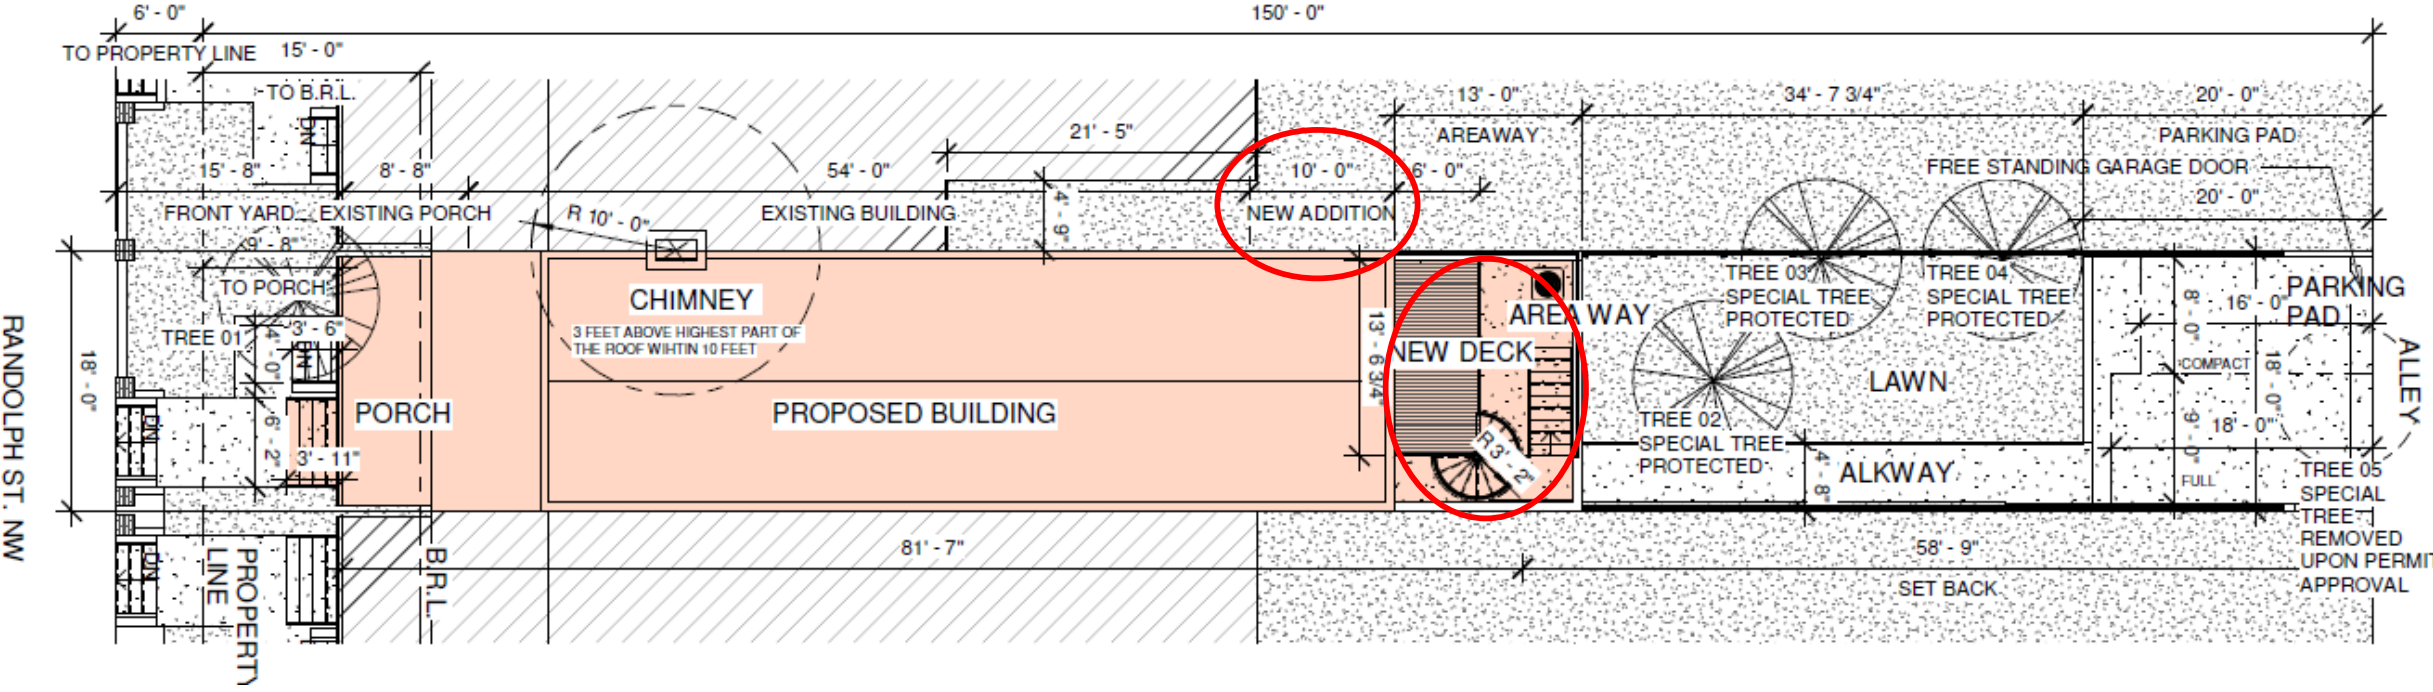 6' - 0"
150' - 0"
TO PROPERTY LINE
15' - 0"
TO B.R.L.
13' - 0"
34' - 7 3/4"
20' - 0"
21' - 5"
AREAWAY
PARKING PAD
DN
15' - 8"
8' - 8"
54' - 0"
10' - 0"
6' - 0"
FREE STANDING GARAGE DOOR
4' - 9"
20' - 0"
FRONT YARD
EXISTING PORCH
R 10' - 0"
EXISTING BUILDING
NEW ADDITION
9' - 8"
TO PORCH
CHIMNEY
3 FEET ABOVE HIGHEST PART OF
THE ROOF WIHTIN 10 FEET
AREA WAY
TREE 03
SPECIAL TREE
PROTECTED
TREE 04
SPECIAL TREE
PROTECTED
8' - 0"
16' - 0"
PARKING
PAD
TREE 01
3' - 6"
4' - 0"
DN
13' - 6 3/4"
NEW DECK
COMPACT
18' - 0"
ALLEY
RANDOLPH ST. NW
18' - 0"
PORCH
PROPOSED BUILDING
LAWN
TREE 02
SPECIAL TREE
PROTECTED
9' - 0"
18' - 0"
DN
6' - 2"
3' - 11"
R3' - 2"
4' - 8"
ALKWAY
FULL
TREE 05
SPECIAL
TREE
REMOVED
UPON PERMIT
APPROVAL
DN
PROPERTY
LINE
B.R.L.
81' - 7"
58' - 9"
SET BACK